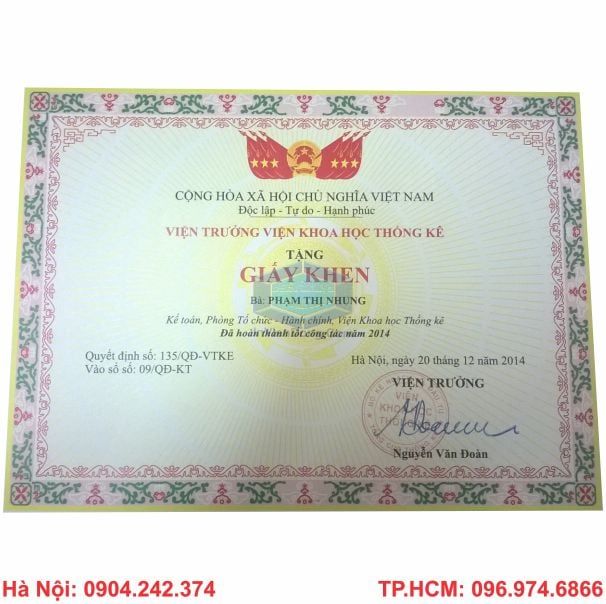 CỘNG HÒA XÃ HỘI CHỦ NGHĨA VIỆT NAM
Độc lập - Tự do - Hạnh phúc
VIỆN TRƯỞNG VIỆN KHOA HỌC THỐNG KÊ
TẶNG
GIẤY KHEN
Bà: PHẠM THỊ NHUNG
Kế toán, Phòng Tổ chức - Hành chính, Viện Khoa học Thống kê
Đã hoàn thành tốt công tác năm 2014
Quyết định số: 135/QĐ-VTKE
Vào sổ số: 09/QĐ-KT
Hà Nội, ngày 20 tháng 12 năm 2014
VIỆN TRƯỞNG
VIỆN
KHOA HỌC
THỐNG
Nguyễn Văn Đoàn
Hà Nội: 0904.242.374
TP.HCM: 096.974.6866